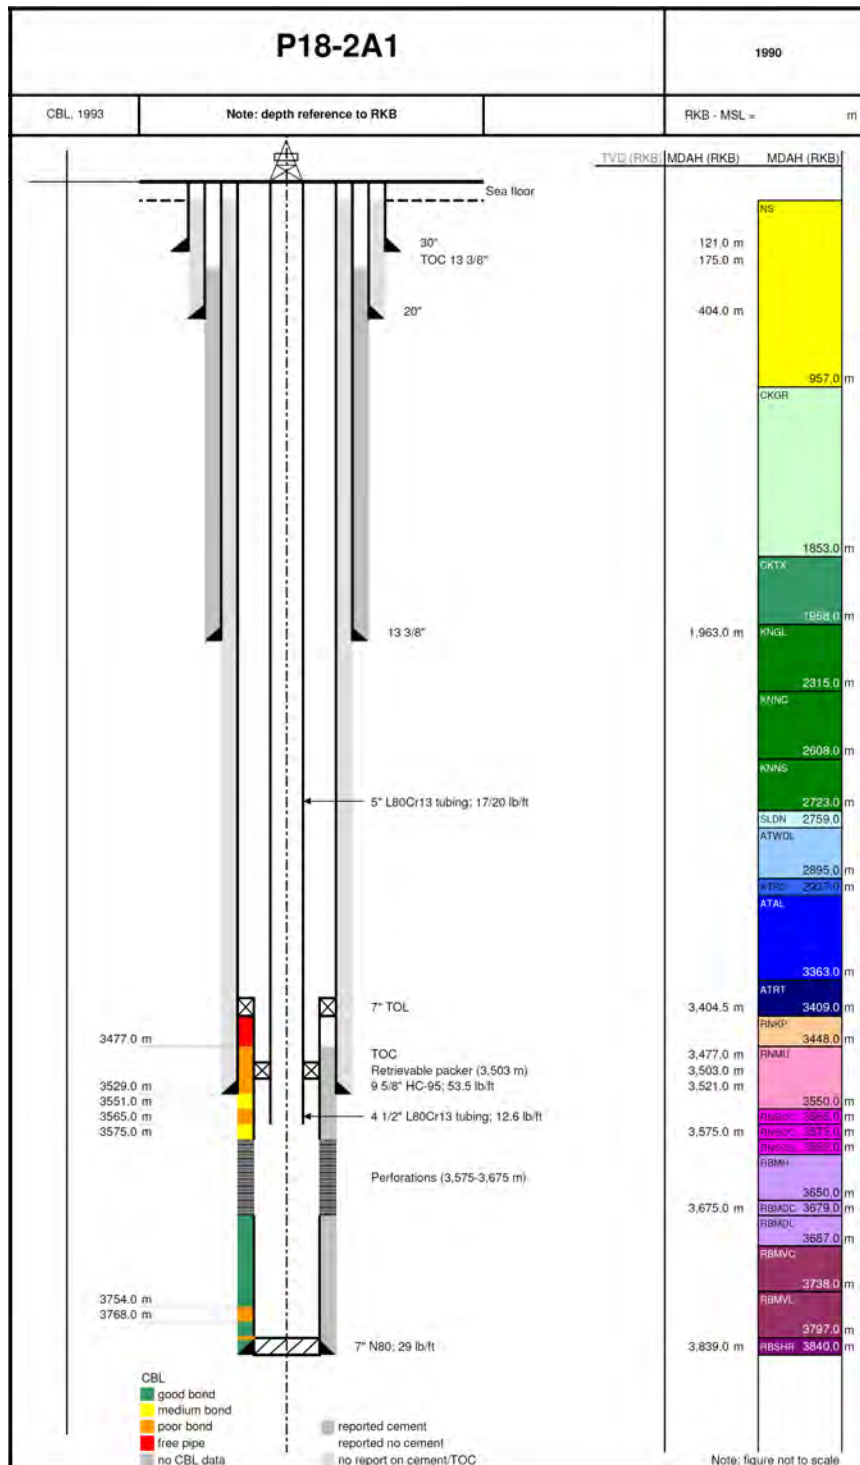 P18-2A1
1990
CBL, 1993
Note: depth reference to RKB
RKB - MSL = m
TVD (RKB) MDAH (RKB) MDAH (RKB)
Sea floor
NS
30" 121.0 m
TOC 13 3/8" 175.0 m
20" 404.0 m
957.0 m
CKGR
1853.0 m
CKTX
1958.0 m
13 3/8" 1,963.0 m
KNGL
2315.0 m
KNNC
2608.0 m
KNNS
5" L80Cr13 tubing; 17/20 lb/ft
2723.0 m
SLDN 2759.0
ATWDL
2895.0 m
2927.0 m
ATAL
3363.0 m
ATRT
7" TOL 3,404.5 m 3409.0 m
RNKP
3477.0 m
3448.0 m
TOC 3,477.0 m
RNMU
Retrievable packer (3,503 m) 3,503.0 m
3529.0 m
9 5/8" HC-95; 53.5 lb/ft 3,521.0 m
3551.0 m
3550.0 m
3565.0 m
4 1/2" L80Cr13 tubing; 12.6 lb/ft
m
3575.0 m
3,575.0 m
m
m
RBMH
Perforations (3,575-3,675 m)
3650.0 m
3,675.0 m
RBMDC 3679.0 m
RBMDL
3687.0 m
RBMVC
3738.0 m
3754.0 m
RBMVL
3768.0 m
3797.0 m
7" N80; 29 lb/ft 3,839.0 m
RBSHR 3840.0 m
CBL
good bond
medium bond
poor bond
free pipe
no CBL data
reported cement
reported no cement
no report on cement/TOC
Note: figure not to scale